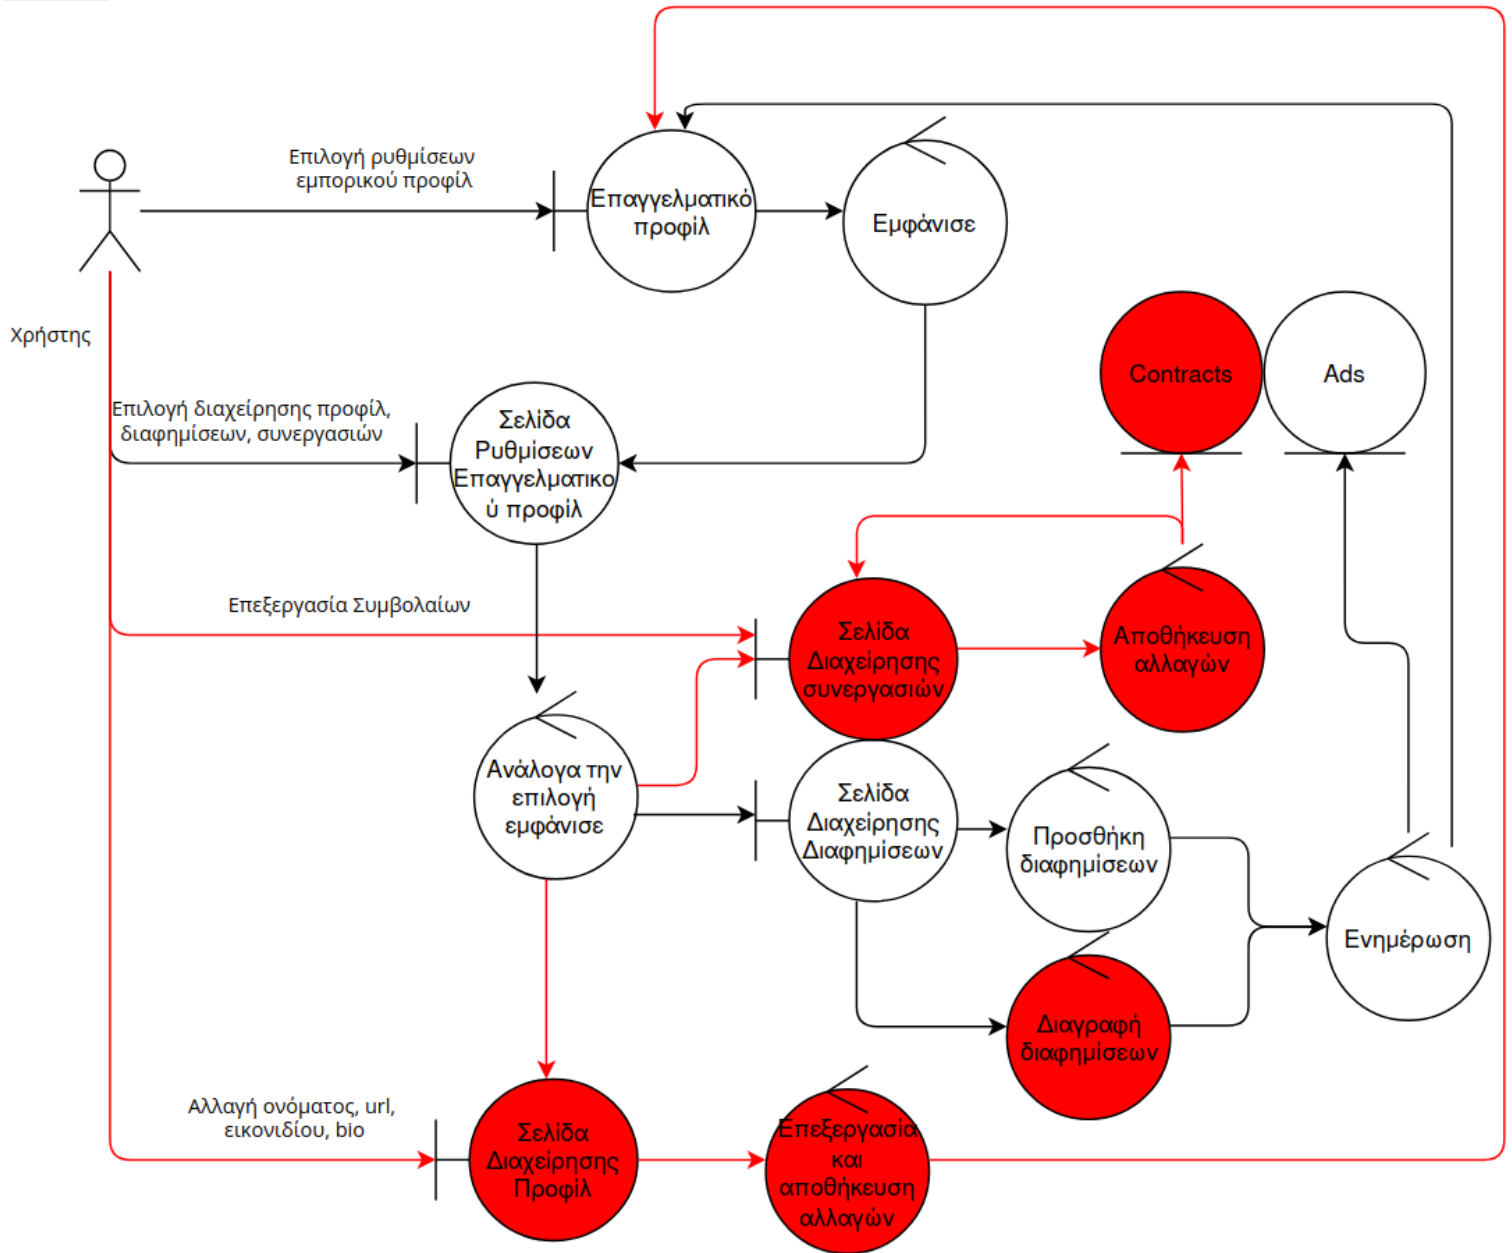 Επιλογή ρυθμίσεων
εμπορικού προφίλ
Επαγγελματικό
προφίλ
Εμφάνισε
Χρήστης
Contracts
Ads
Επιλογή διαχείρησης προφίλ,
διαφημίσεων, συνεργασιών
Σελίδα
Ρυθμίσεων
Επαγγελματικο
ύ προφίλ
Επεξεργασία Συμβολαίων
Σελίδα
Διαχείρησης
συνεργασιών
Αποθήκευση
αλλαγών
Ανάλογα την
επιλογή
εμφάνισε
Σελίδα
Διαχείρησης
Διαφημίσεων
Προσθήκη
διαφημίσεων
Ενημέρωση
Διαγραφή
διαφημίσεων
Αλλαγή ονόματος, url,
εικονιδίου, bio
Σελίδα
Διαχείρησης
Προφίλ
Επεξεργασία
και
αποθήκευση
αλλαγών